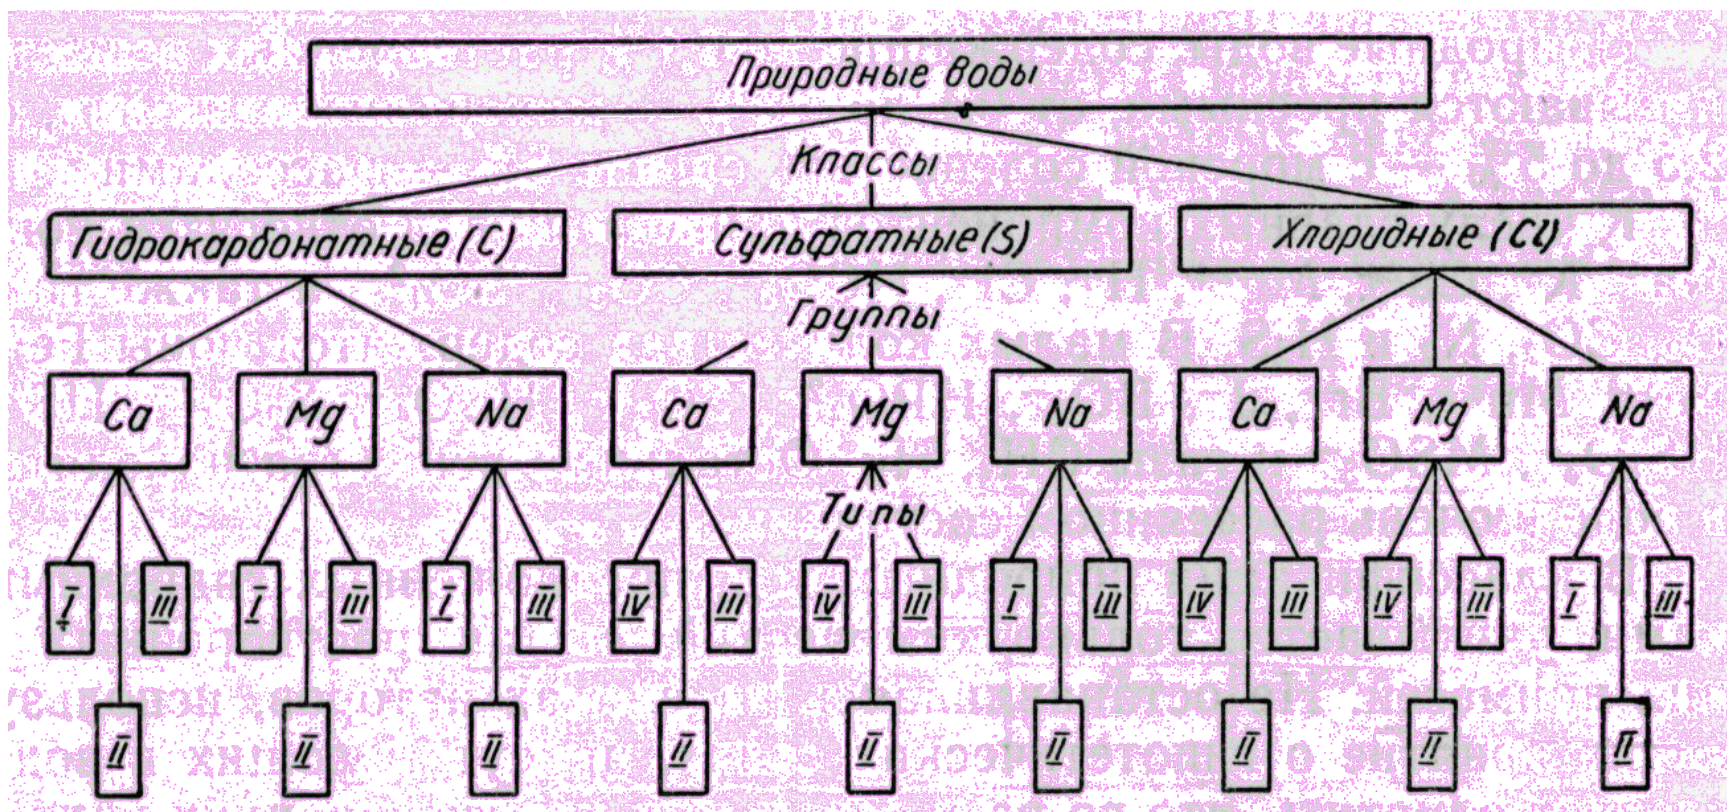 Природные воды
Классы
Гидрокарбонатные (C) Сульфатные (S) Хлоридные (Cl)
Группы
Ca Mg Na Ca Mg Na Ca Mg Na
Типы
I III I III I III IV III IV III I III IV III IV III I III
II II II II II II II II II